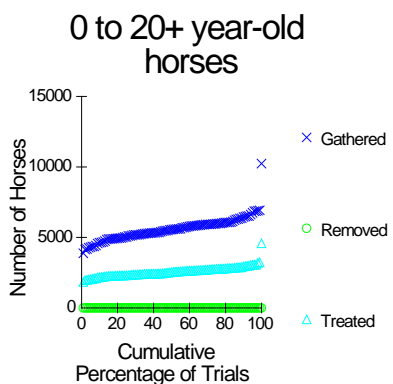 0 to 20+ year-old
horses
15000
10000
5000
0
Number of Horses
0 20 40 60 80 100
Cumulative
Percentage of Trials
Gathered
Removed
Treated